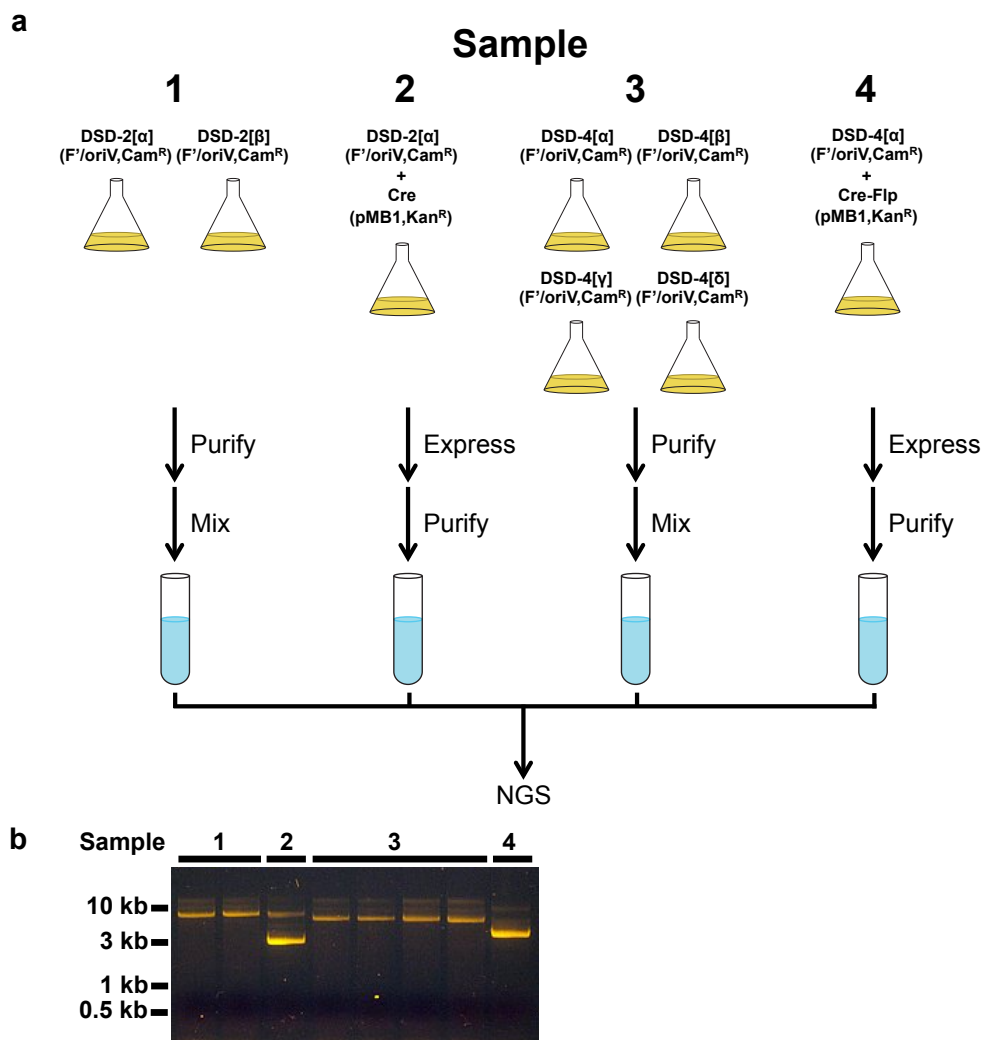 a
Sample
1 2 3 4
DSD-2[α] DSD-2[β] DSD-2[α] DSD-4[α] DSD-4[β] DSD-4[α]
(F'/oriV,Camᴿ) (F'/oriV,Camᴿ) (F'/oriV,Camᴿ) (F'/oriV,Camᴿ) (F'/oriV,Camᴿ) (F'/oriV,Camᴿ)
+ +
Cre Cre-Flp
(pMB1,Kanᴿ) (pMB1,Kanᴿ)
DSD-4[γ] DSD-4[δ]
(F'/oriV,Camᴿ) (F'/oriV,Camᴿ)
Purify Express Purify Express
Mix Purify Mix Purify
NGS
b Sample 1 2 3 4
10 kb
3 kb
1 kb
0.5 kb